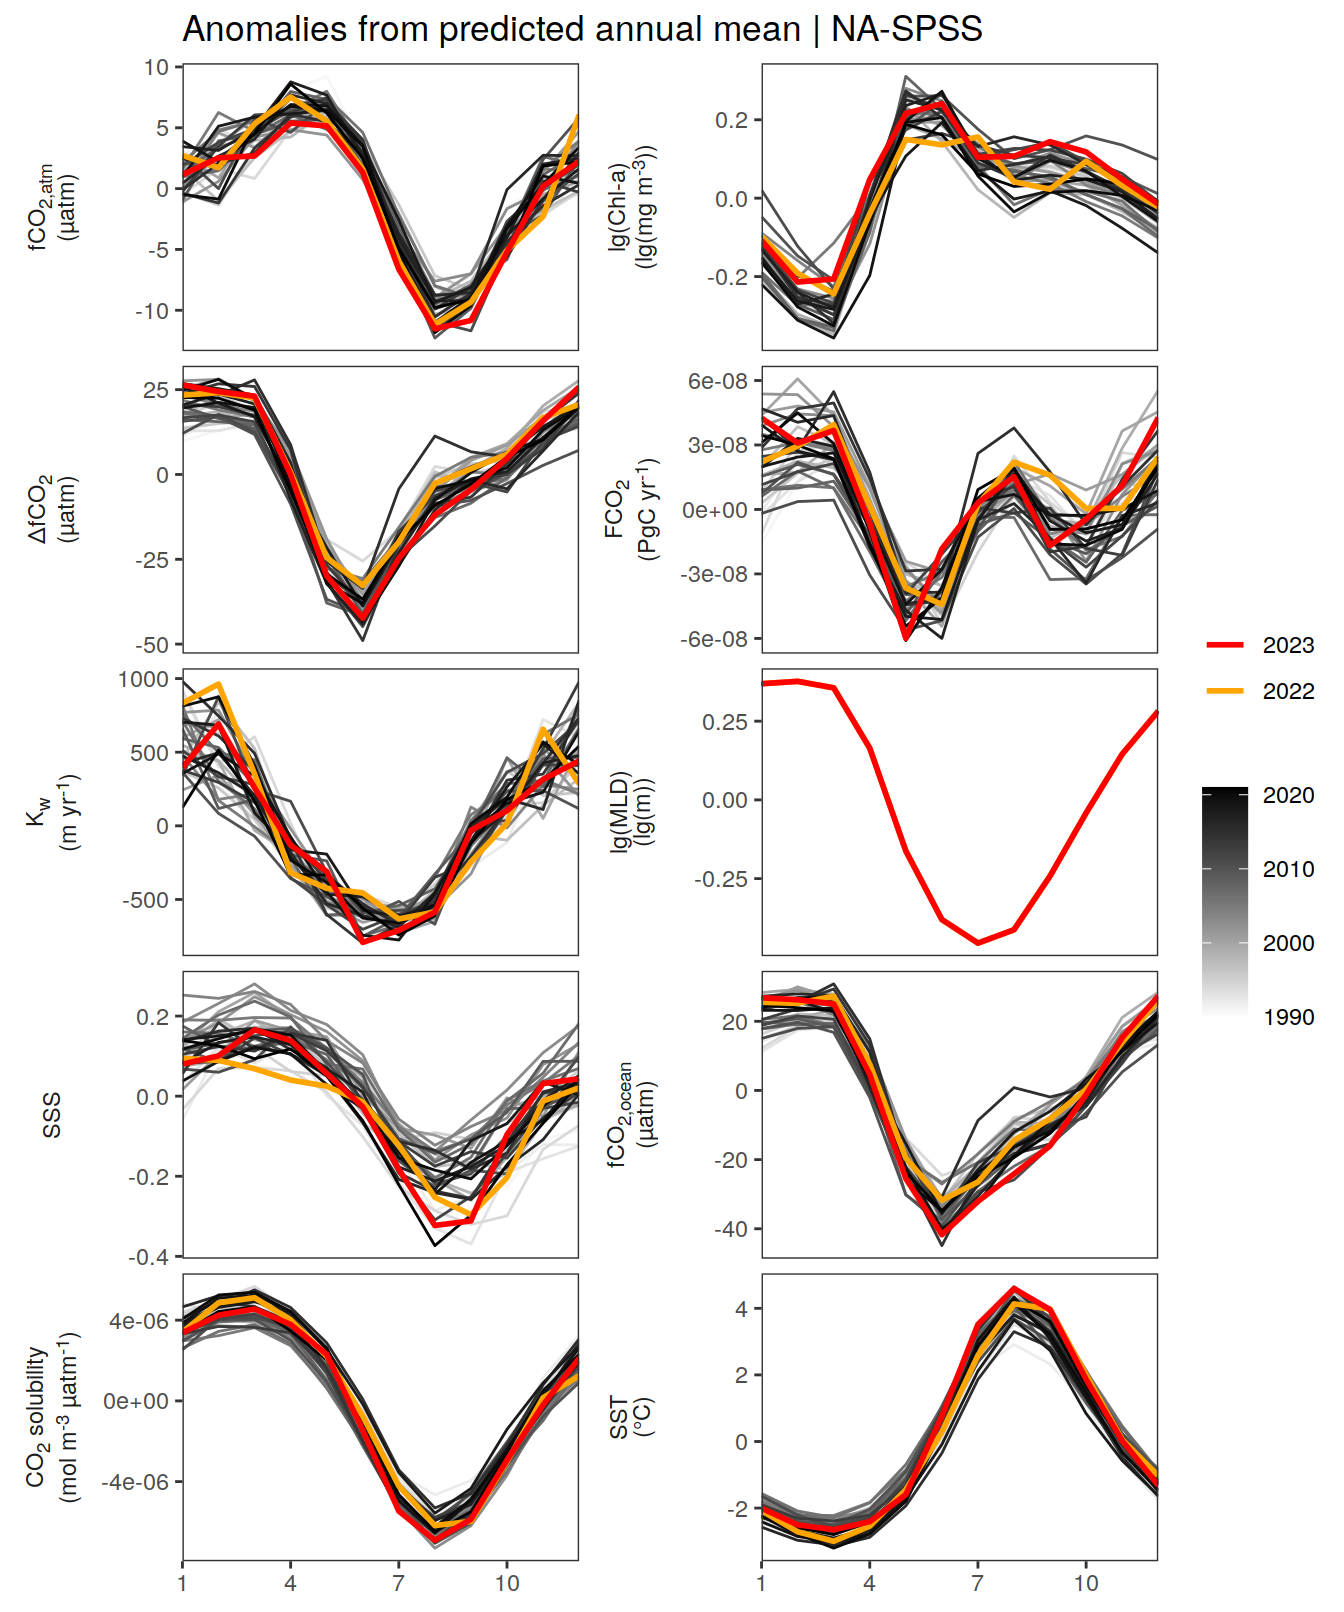 Anomalies from predicted annual mean | NA-SPSS
fCO2,atm
(µatm)
10
5
0
-5
-10
lg(Chl-a)
(lg(mg m-3))
0.2
0.0
-0.2
ΔfCO2
(µatm)
25
0
-25
-50
FCO2
(PgC yr-1)
6e-08
3e-08
0e+00
-3e-08
-6e-08
Kw
(m yr-1)
1000
500
0
-500
lg(MLD)
(lg(m))
0.25
0.00
-0.25
SSS
0.2
0.0
-0.2
-0.4
fCO2,ocean
(µatm)
20
0
-20
-40
CO2 solubility
(mol m-3 µatm-1)
4e-06
0e+00
-4e-06
1
4
7
10
SST
(°C)
4
2
0
-2
1
4
7
10
2023
2022
2020
2010
2000
1990